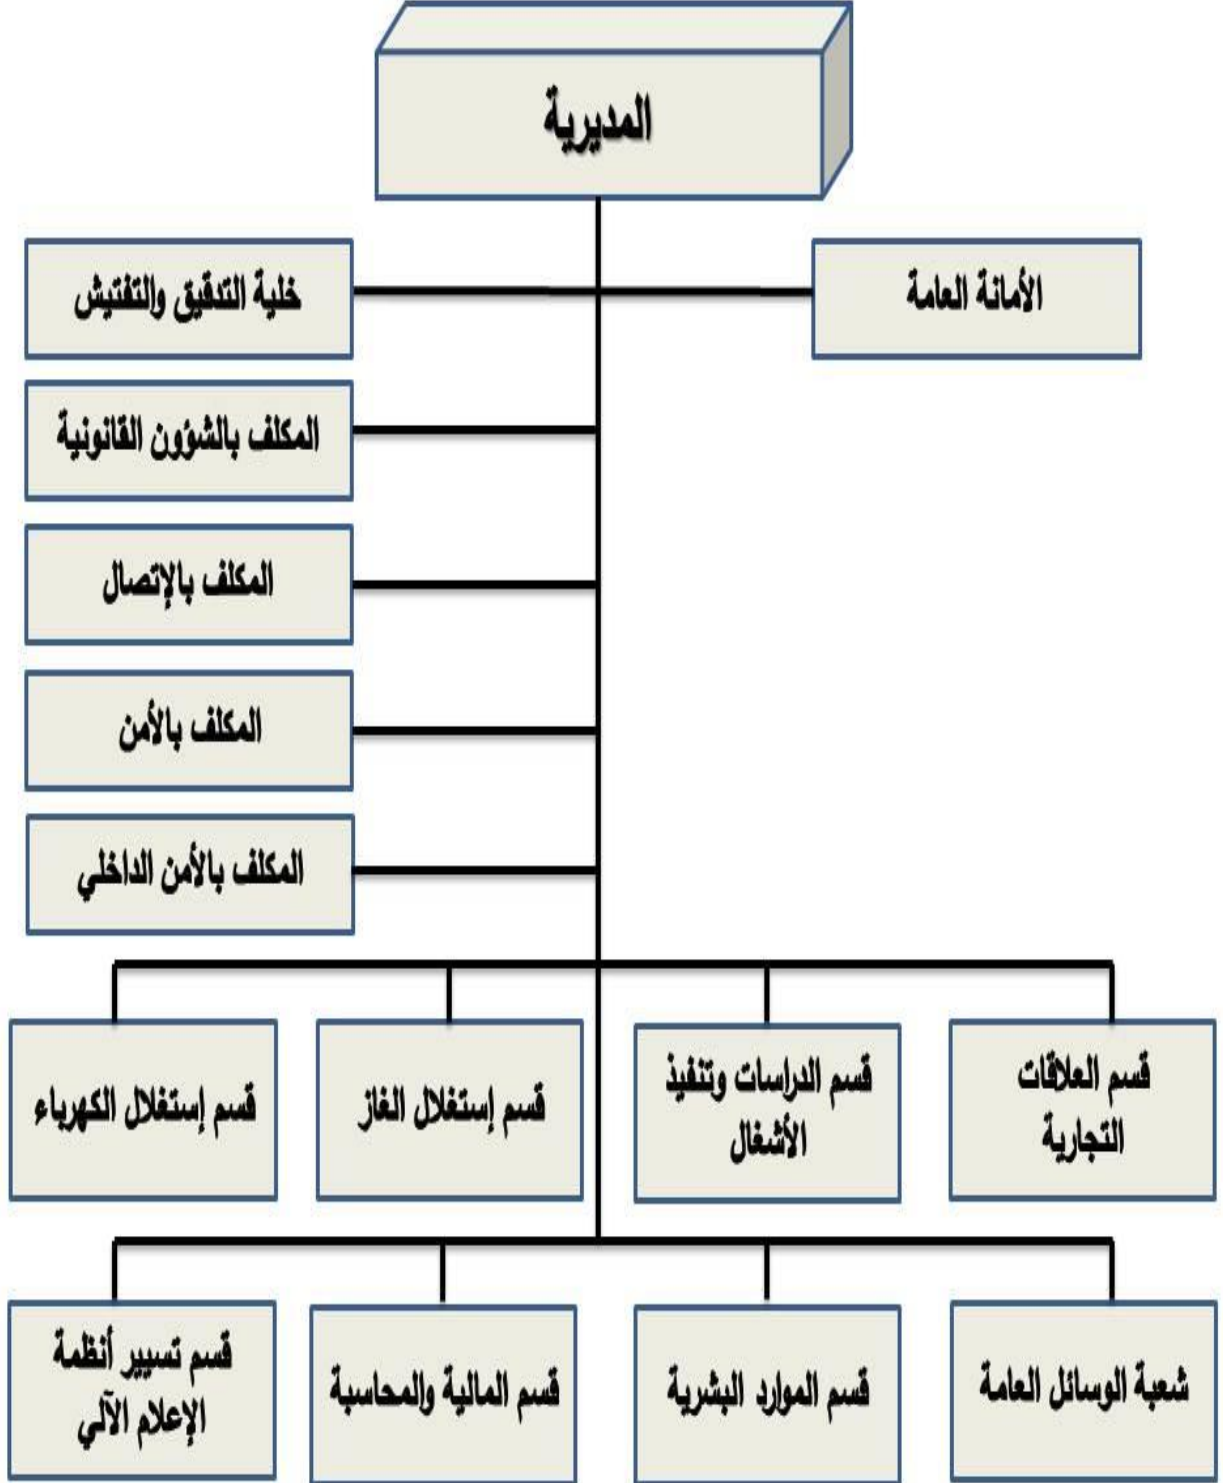 المديرية
الأمانة العامة
خلية التدقيق والتفتيش
المكلف بالشؤون القانونية
المكلف بالإتصال
المكلف بالأمن
المكلف بالأمن الداخلي
قسم العلاقات
التجارية
قسم الدراسات وتنفيذ
الأشغال
قسم إستغلال الغاز
قسم إستغلال الكهرباء
شعبة الوسائل العامة
قسم الموارد البشرية
قسم المالية والمحاسبة
قسم تسيير أنظمة
الإعلام الآلي